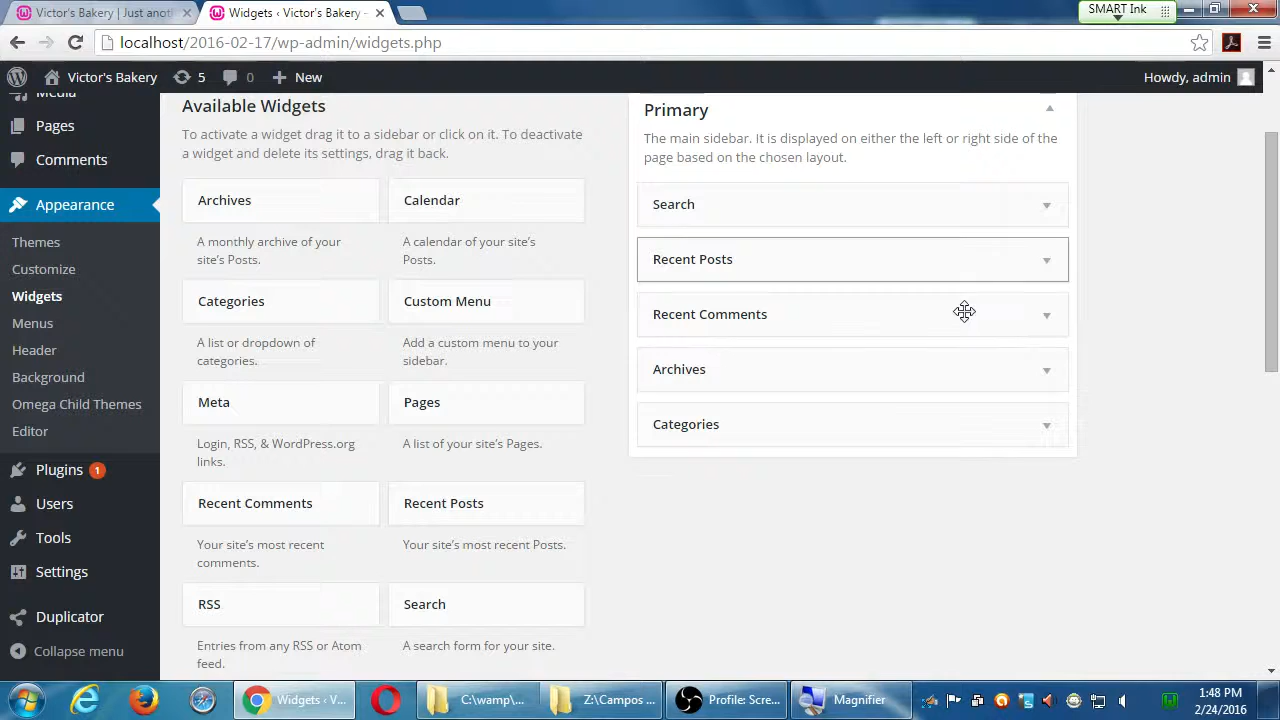 Victor's Bakery | Just anot
Widgets ‹ Victor's Bakery -
SMART Ink
localhost/2016-02-17/wp-admin/widgets.php
Victor's Bakery
5
0
New
Howdy, admin
Media
Pages
Comments
Appearance
Themes
Customize
Widgets
Menus
Header
Background
Omega Child Themes
Editor
Plugins 1
Users
Tools
Settings
Duplicator
Collapse menu
Available Widgets
To activate a widget drag it to a sidebar or click on it. To deactivate
a widget and delete its settings, drag it back.
Archives
A monthly archive of your
site's Posts.
Calendar
A calendar of your site's
Posts.
Categories
A list or dropdown of
categories.
Custom Menu
Add a custom menu to your
sidebar.
Meta
Login, RSS, & WordPress.org
links.
Pages
A list of your site's Pages.
Recent Comments
Your site's most recent
comments.
Recent Posts
Your site's most recent Posts.
RSS
Entries from any RSS or Atom
feed.
Search
A search form for your site.
Primary
The main sidebar. It is displayed on either the left or right side of the
page based on the chosen layout.
Search
Recent Posts
Recent Comments
Archives
Categories
Widgets ‹ V...
C:\wamp\...
Z:\Campos ...
Profile: Scre...
Magnifier
1:48 PM
2/24/2016